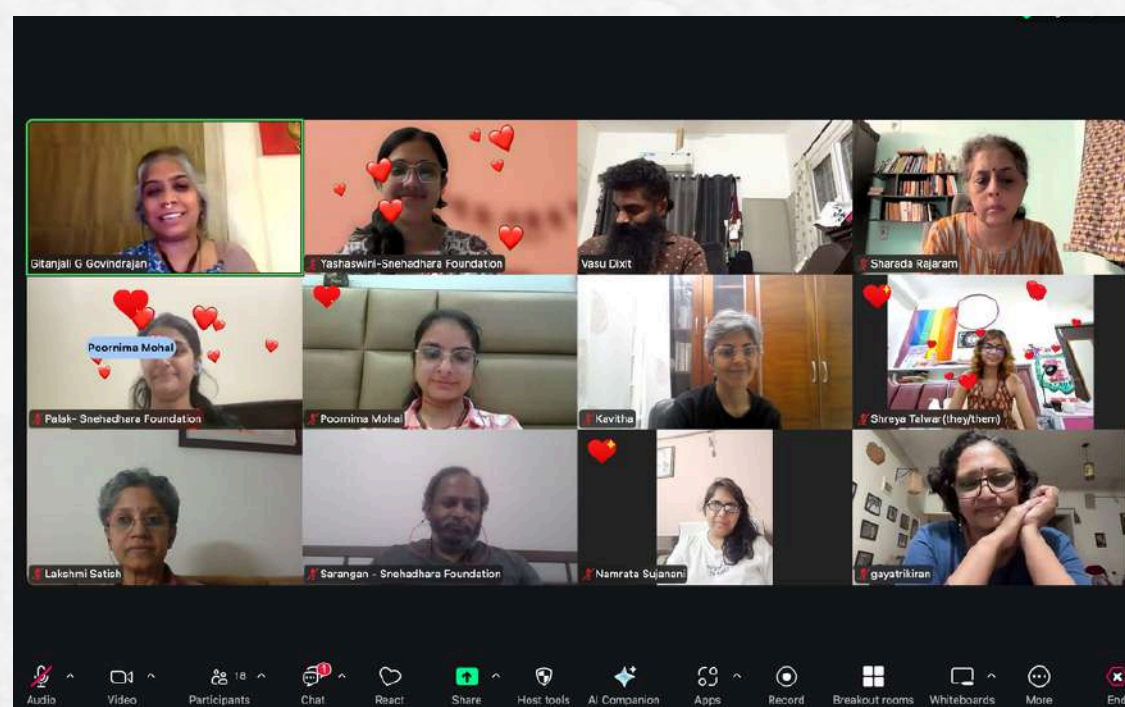 Gitanjali G Govindrajan
Yashaswini-Snehadhara Foundation
Vasu Dixit
Sharada Rajaram
Poornima Mohal
Palak- Snehadhara Foundation
Poornima Mohal
Kavitha
Shreya Talwar(they/them)
Lakshmi Satish
Sarangan - Snehadhara Foundation
Namrata Sujanani
gayatrikiran
1
18
Audio
Video
Participants
Chat
React
Share
Host tools
AI Companion
Apps
Record
Breakout rooms
Whiteboards
More
End